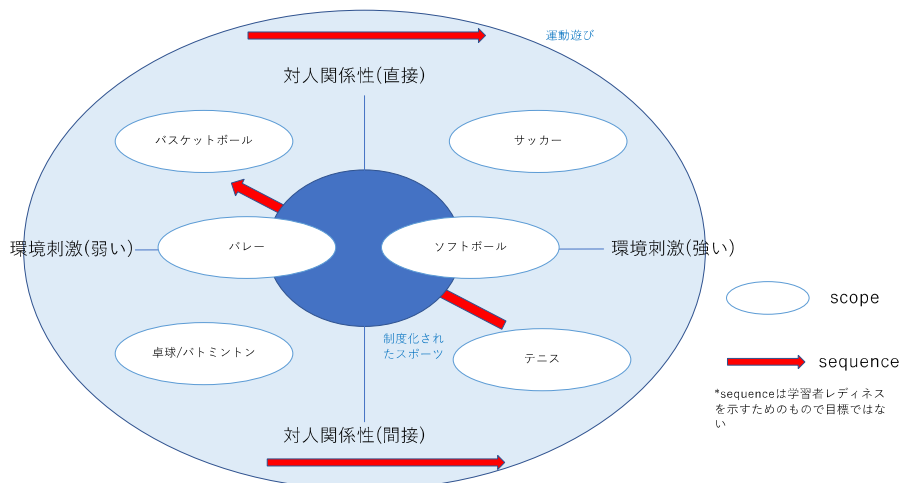 運動遊び
対人関係性(直接)
バスケットボール
サッカー
環境刺激(弱い)
バレー
ソフトボール
環境刺激(強い)
scope
制度化され
たスポーツ
卓球/バトミントン
テニス
sequence
*sequenceは学習者レディネス
を示すためのもので目標ではな
い
対人関係性(間接)